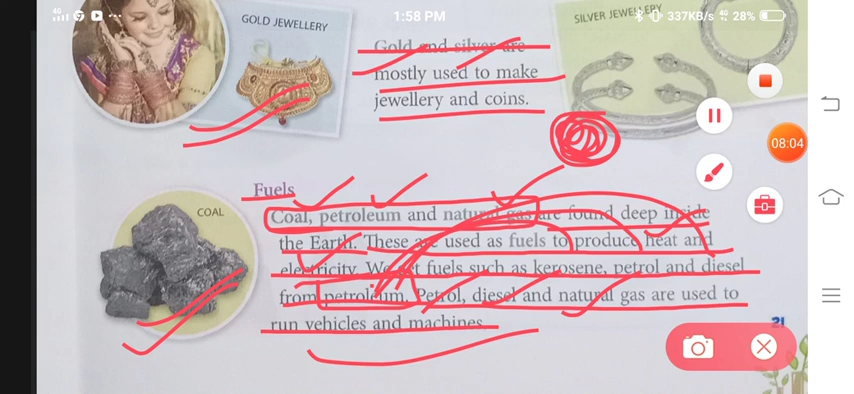 4G 1:58 PM 337KB/s 4G 28%
GOLD JEWELLERY
SILVER JEWELLERY
Gold and silver are
mostly used to make
jewellery and coins.
08:04
Fuels
COAL
Coal, petroleum and natural gas are found deep inside
the Earth. These are used as fuels to produce heat and
electricity. We get fuels such as kerosene, petrol and diesel
from petroleum. Petrol, diesel and natural gas are used to
run vehicles and machines.
21